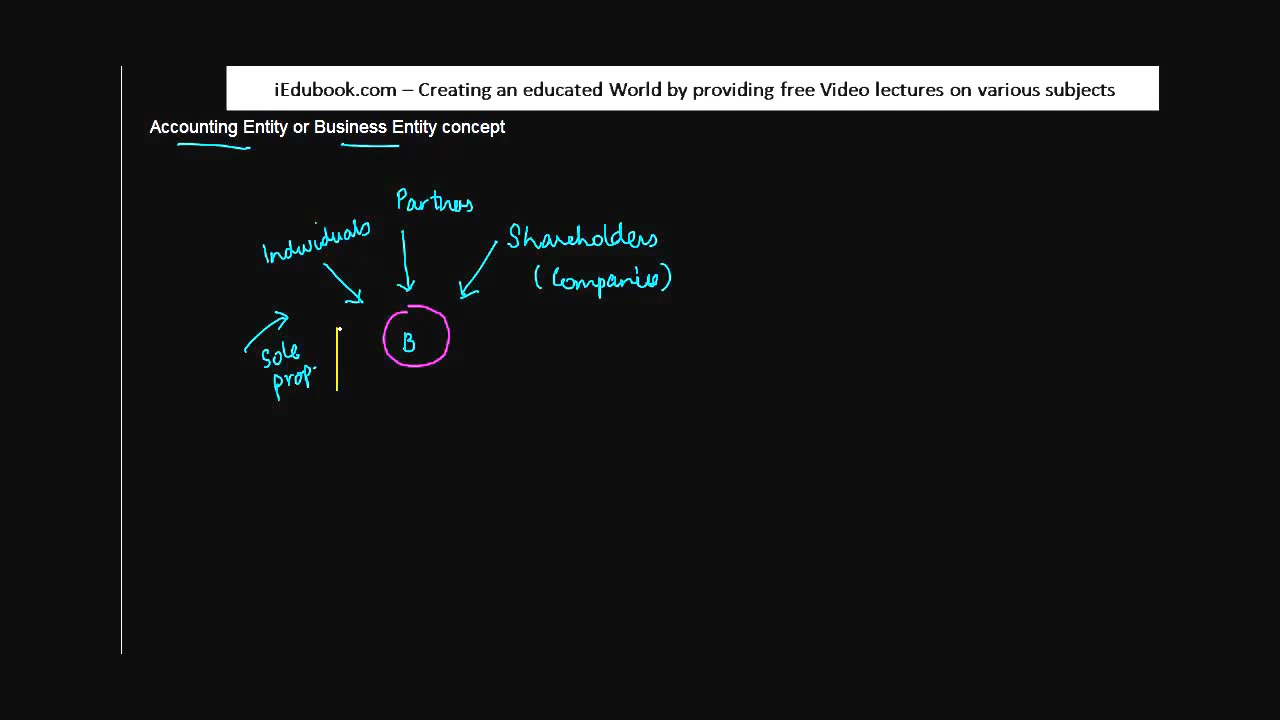 iEdubook.com – Creating an educated World by providing free Video lectures on various subjects
Accounting Entity or Business Entity concept
Partners
Individuals
Shareholders
(Companies)
B
Sole
prop.